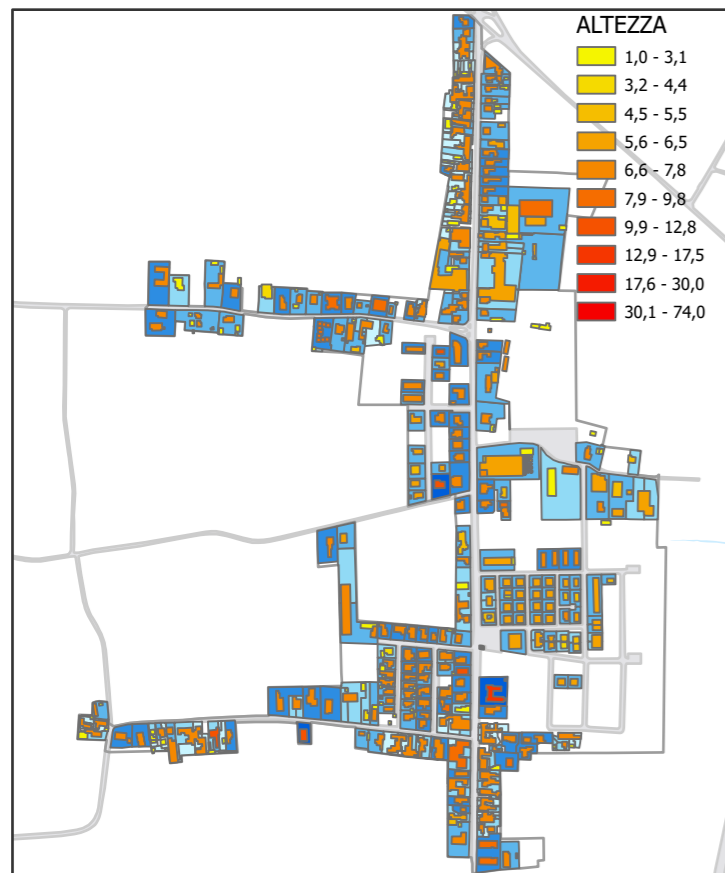 ALTEZZA
1,0 - 3,1
3,2 - 4,4
4,5 - 5,5
5,6 - 6,5
6,6 - 7,8
7,9 - 9,8
9,9 - 12,8
12,9 - 17,5
17,6 - 30,0
30,1 - 74,0